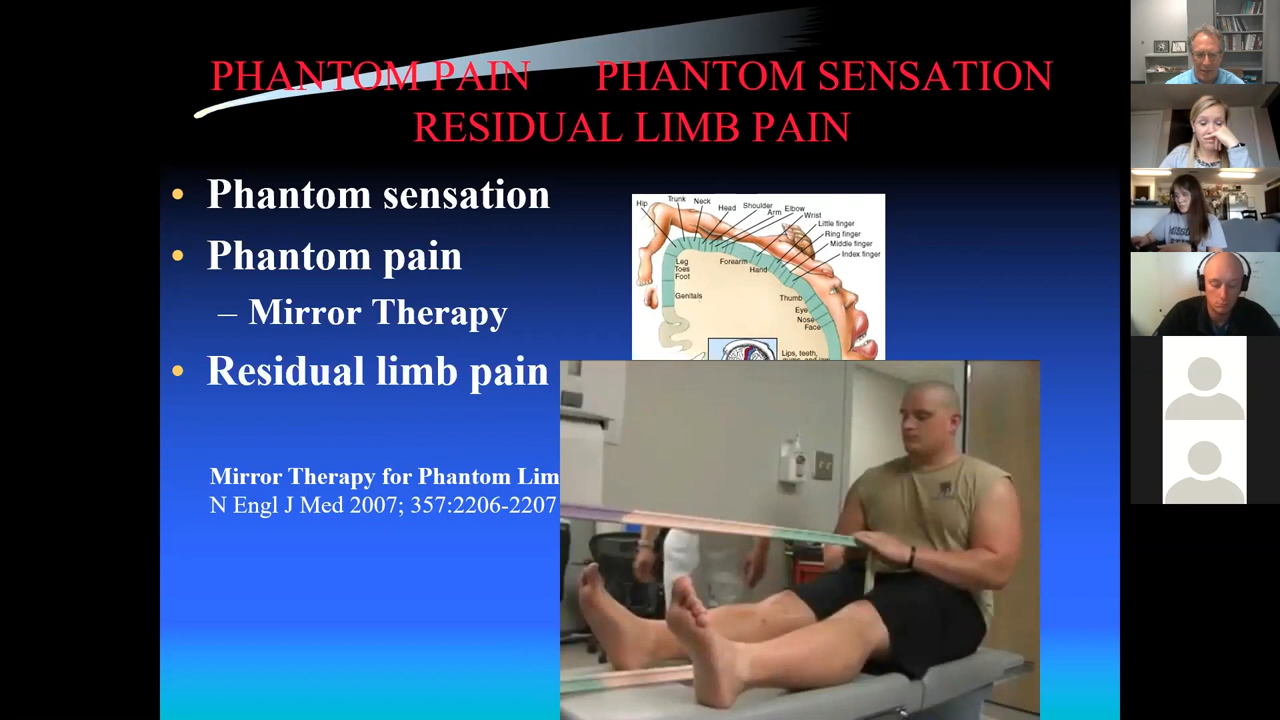 PHANTOM PAIN PHANTOM SENSATION
RESIDUAL LIMB PAIN
• Phantom sensation
• Phantom pain
– Mirror Therapy
• Residual limb pain
Mirror Therapy for Phantom Lim
N Engl J Med 2007; 357:2206-2207
Hip
Trunk
Neck
Head
Shoulder
Arm
Elbow
Wrist
Little finger
Ring finger
Middle finger
Index finger
Leg
Toes
Foot
Forearm
Hand
Genitals
Thumb
Eye
Nose
Face
Lips, teeth,